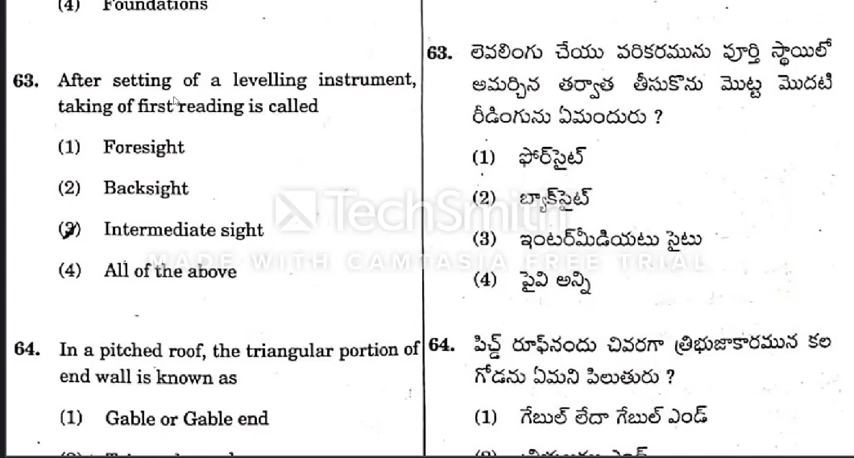 (4) Foundations
63. After setting of a levelling instrument,
taking of first reading is called
(1) Foresight
(2) Backsight
(3) Intermediate sight
(4) All of the above
64. In a pitched roof, the triangular portion of
end wall is known as
(1) Gable or Gable end
63. లెవలింగు చేయు పరికరమును పూర్తి స్థాయిలో
అమర్చిన తర్వాత తీసుకొను మొట్ట మొదటి
రీడింగును ఏమందురు ?
(1) ఫోర్‌సైట్
(2) బ్యాక్‌సైట్
(3) ఇంటర్‌మీడియటు సైటు
(4) పైవి అన్ని
64. పిచ్డ్ రూఫ్‌నందు చివరగా త్రిభుజాకారమున కల
గోడను ఏమని పిలుతురు ?
(1) గేబుల్ లేదా గేబుల్ ఎండ్
TechSmith
MADE WITH CAMTASIA FREE TRIAL